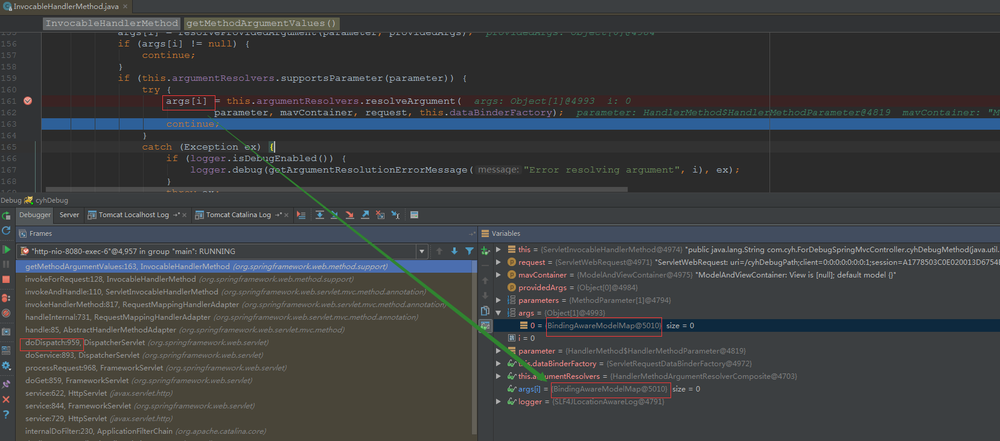 InvocableHandlerMethod.java ×
InvocableHandlerMethod getMethodArgumentValues()
155 args[i] = resolveProvidedArgument(parameter, providedArgs); providedArgs: Object[0]@4984
156 if (args[i] != null) {
157 continue;
158 }
159 if (this.argumentResolvers.supportsParameter(parameter)) {
160 try {
161 args[i] = this.argumentResolvers.resolveArgument( args: Object[1]@4993 i: 0
162 parameter, mavContainer, request, this.dataBinderFactory); parameter: HandlerMethod$HandlerMethodParameter@4819 mavContainer: "M
163 continue;
164 }
165 catch (Exception ex) {
166 if (logger.isDebugEnabled()) {
167 logger.debug(getArgumentResolutionErrorMessage( message: "Error resolving argument", i), ex);
168 }
169 throw ex;
Debug cyhDebug
Debugger Server Tomcat Localhost Log × Tomcat Catalina Log ×
Frames
"http-nio-8080-exec-6"@4,957 in group "main": RUNNING
getMethodArgumentValues:163, InvocableHandlerMethod (org.springframework.web.method.support)
invokeForRequest:128, InvocableHandlerMethod (org.springframework.web.method.support)
invokeAndHandle:110, ServletInvocableHandlerMethod (org.springframework.web.servlet.mvc.method.annotation)
invokeHandlerMethod:817, RequestMappingHandlerAdapter (org.springframework.web.servlet.mvc.method.annotation)
handleInternal:731, RequestMappingHandlerAdapter (org.springframework.web.servlet.mvc.method.annotation)
handle:85, AbstractHandlerMethodAdapter (org.springframework.web.servlet.mvc.method)
doDispatch:959, DispatcherServlet (org.springframework.web.servlet)
doService:893, DispatcherServlet (org.springframework.web.servlet)
processRequest:968, FrameworkServlet (org.springframework.web.servlet)
doGet:859, FrameworkServlet (org.springframework.web.servlet)
service:622, HttpServlet (javax.servlet.http)
service:844, FrameworkServlet (org.springframework.web.servlet)
service:729, HttpServlet (javax.servlet.http)
internalDoFilter:230, ApplicationFilterChain (org.apache.catalina.core)
Variables
this = {ServletInvocableHandlerMethod@4974} "public java.lang.String com.cyh.ForDebugSpringMvcController.cyhDebugMethod(java.util.
request = {ServletWebRequest@4971} "ServletWebRequest: uri=/cyhDebugPath;client=0:0:0:0:0:0:0:1;session=A1778503C0E020013D6754
mavContainer = {ModelAndViewContainer@4975} "ModelAndViewContainer: View is [null]; default model {}"
providedArgs = {Object[0]@4984}
parameters = {MethodParameter[1]@4794}
args = {Object[1]@4993}
0 = {BindingAwareModelMap@5010} size = 0
i = 0
parameter = {HandlerMethod$HandlerMethodParameter@4819}
this.dataBinderFactory = {ServletRequestDataBinderFactory@4972}
this.argumentResolvers = {HandlerMethodArgumentResolverComposite@4703}
args[i] = {BindingAwareModelMap@5010} size = 0
logger = {SLF4JLocationAwareLog@4791}